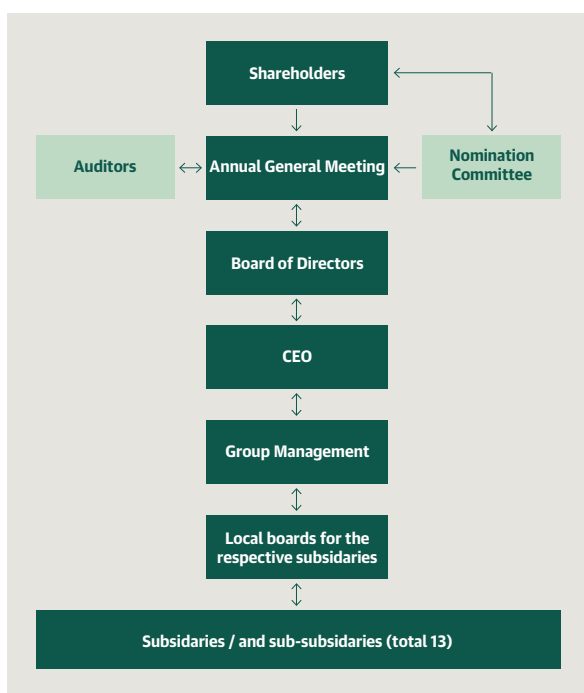 Shareholders
Auditors
Annual General Meeting
Nomination
Committee
Board of Directors
CEO
Group Management
Local boards for the
respective subsidaries
Subsidaries / and sub-subsidaries (total 13)